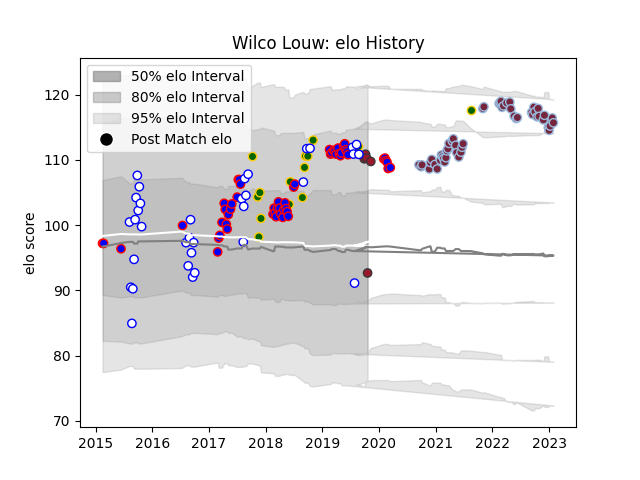 Wilco Louw: elo History
50% elo Interval
80% elo Interval
95% elo Interval
Post Match elo
elo score
120
110
100
90
80
70
2015 2016 2017 2018 2019 2020 2021 2022 2023